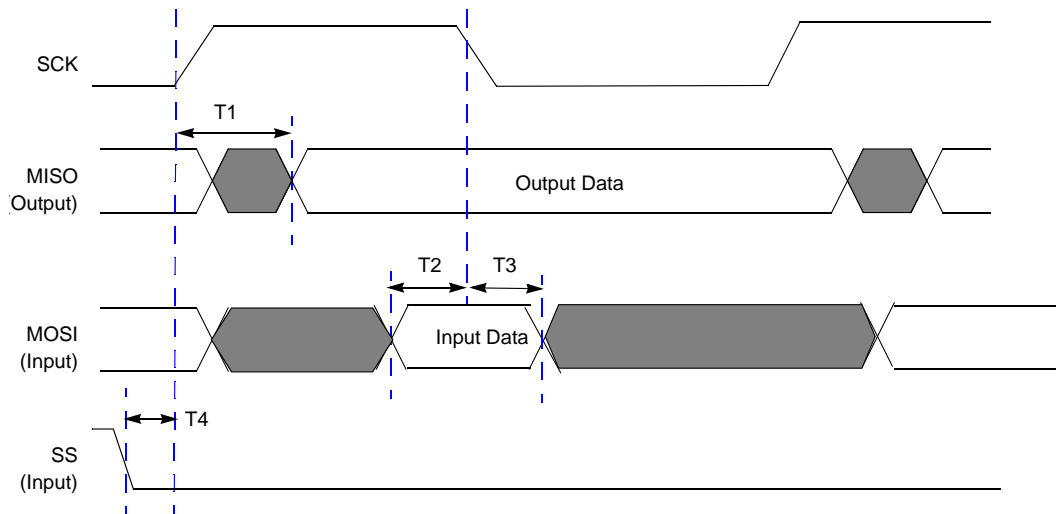 SCK
T1
MISO
(Output)
Output Data
T2
T3
MOSI
(Input)
Input Data
T4
SS
(Input)